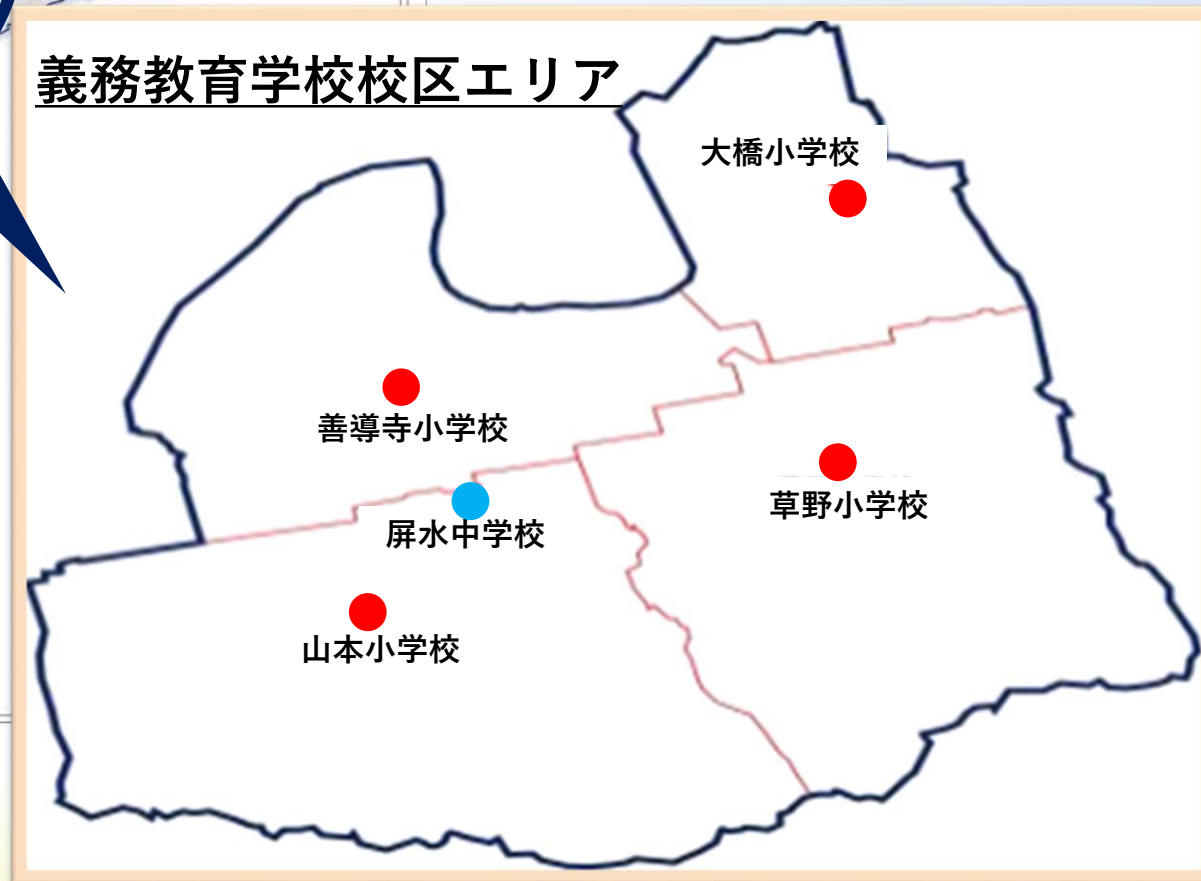 義務教育学校校区エリア
大橋小学校
善導寺小学校
草野小学校
屏水中学校
山本小学校